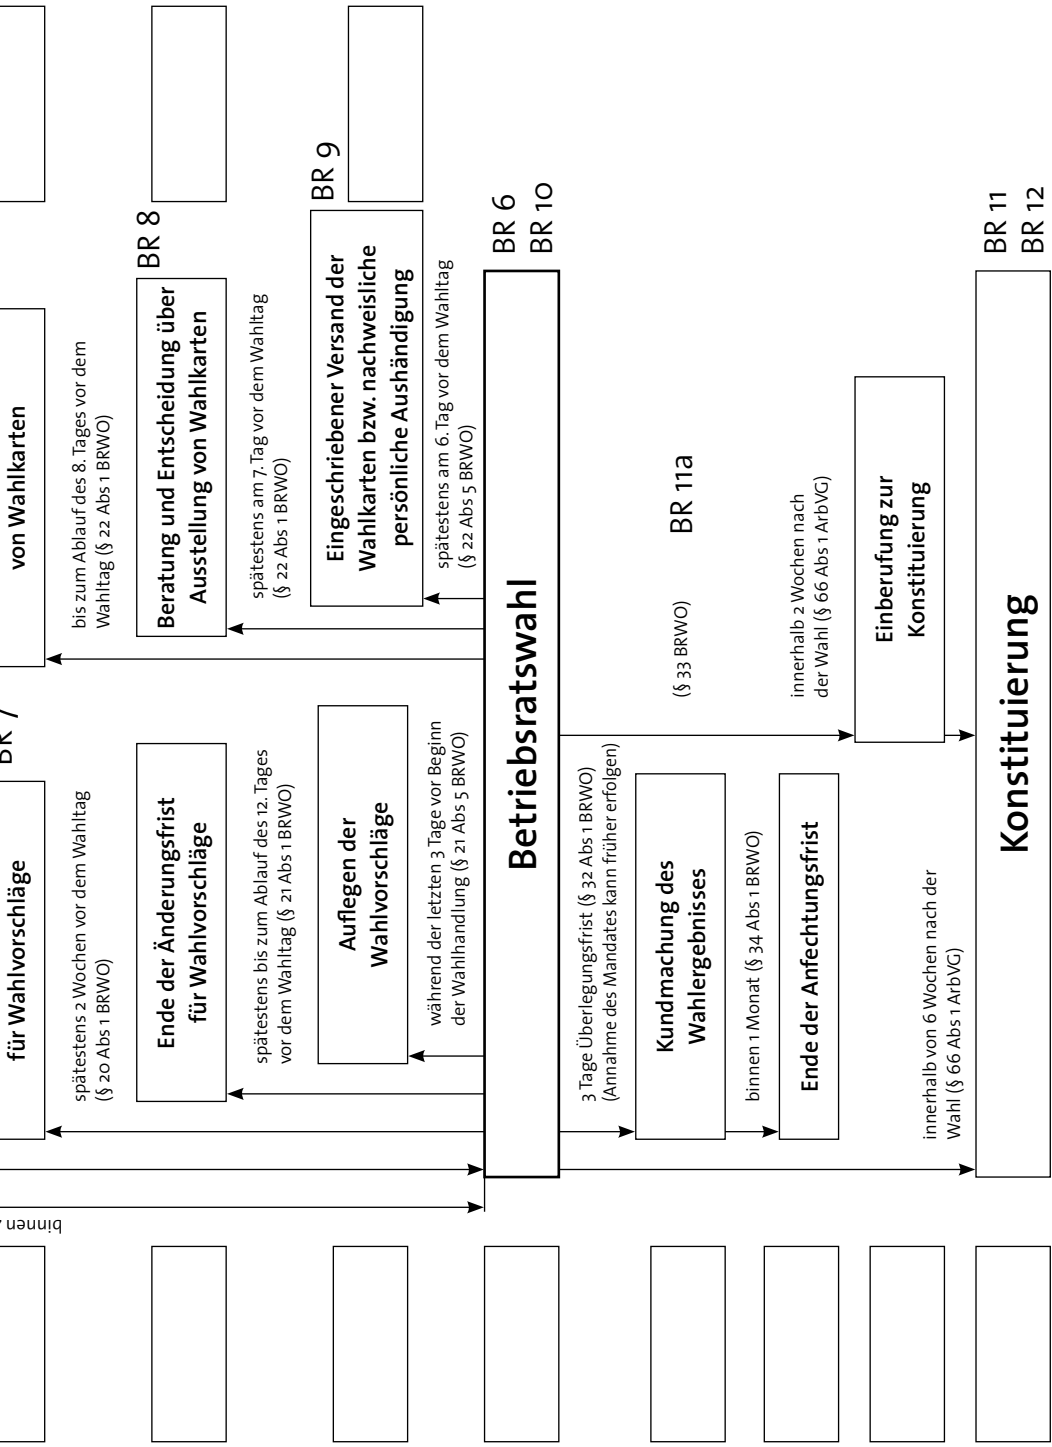 für Wahlvorschläge
BR 7
spätestens 2 Wochen vor dem Wahltag
(§ 20 Abs 1 BRWO)
von Wahlkarten
bis zum Ablauf des 8. Tages vor dem
Wahltag (§ 22 Abs 1 BRWO)
Ende der Änderungsfrist
für Wahlvorschläge
spätestens bis zum Ablauf des 12. Tages
vor dem Wahltag (§ 21 Abs 1 BRWO)
Beratung und Entscheidung über
Ausstellung von Wahlkarten
BR 8
spätestens am 7. Tag vor dem Wahltag
(§ 22 Abs 1 BRWO)
Auflegen der
Wahlvorschläge
während der letzten 3 Tage vor Beginn
der Wahlhandlung (§ 21 Abs 5 BRWO)
Eingeschriebener Versand der
Wahlkarten bzw. nachweisliche
persönliche Aushändigung
BR 9
spätestens am 6. Tag vor dem Wahltag
(§ 22 Abs 5 BRWO)
binnen
Betriebsratswahl
BR 6
BR 10
3 Tage Überlegungsfrist (§ 32 Abs 1 BRWO)
(Annahme des Mandates kann früher erfolgen)
Kundmachung des
Wahlergebnisses
(§ 33 BRWO)
BR 11a
binnen 1 Monat (§ 34 Abs 1 BRWO)
Ende der Anfechtungsfrist
innerhalb 2 Wochen nach
der Wahl (§ 66 Abs 1 ArbVG)
Einberufung zur
Konstituierung
innerhalb von 6 Wochen nach der
Wahl (§ 66 Abs 1 ArbVG)
Konstituierung
BR 11
BR 12